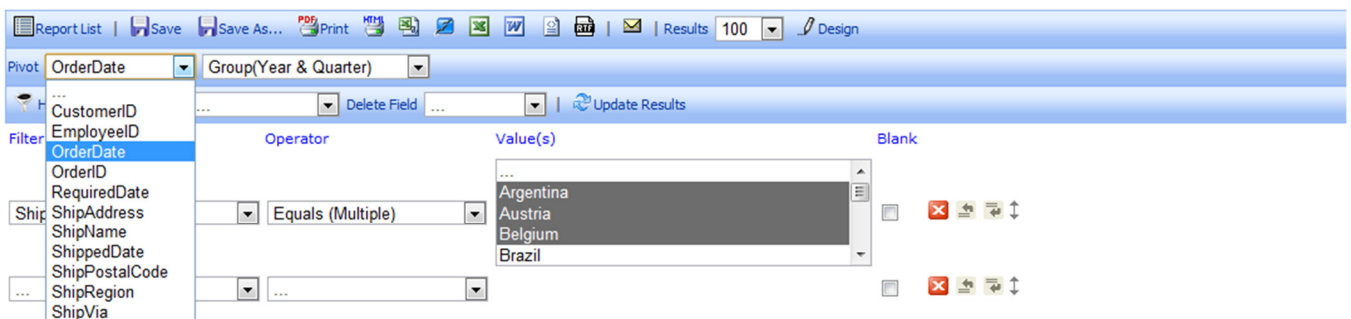 Report List | Save Save As... PDF Print HTML W RTF | | Results 100 Design
Pivot OrderDate Group(Year & Quarter)
...
H ... Delete Field ... | Update Results
CustomerID
EmployeeID
Filter Operator Value(s) Blank
OrderDate
OrderID
...
RequiredDate
Argentina
Ship
ShipAddress
Equals (Multiple)
Austria
ShipName
Belgium
ShippedDate
Brazil
ShipPostalCode
... ShipRegion ...
ShipVia